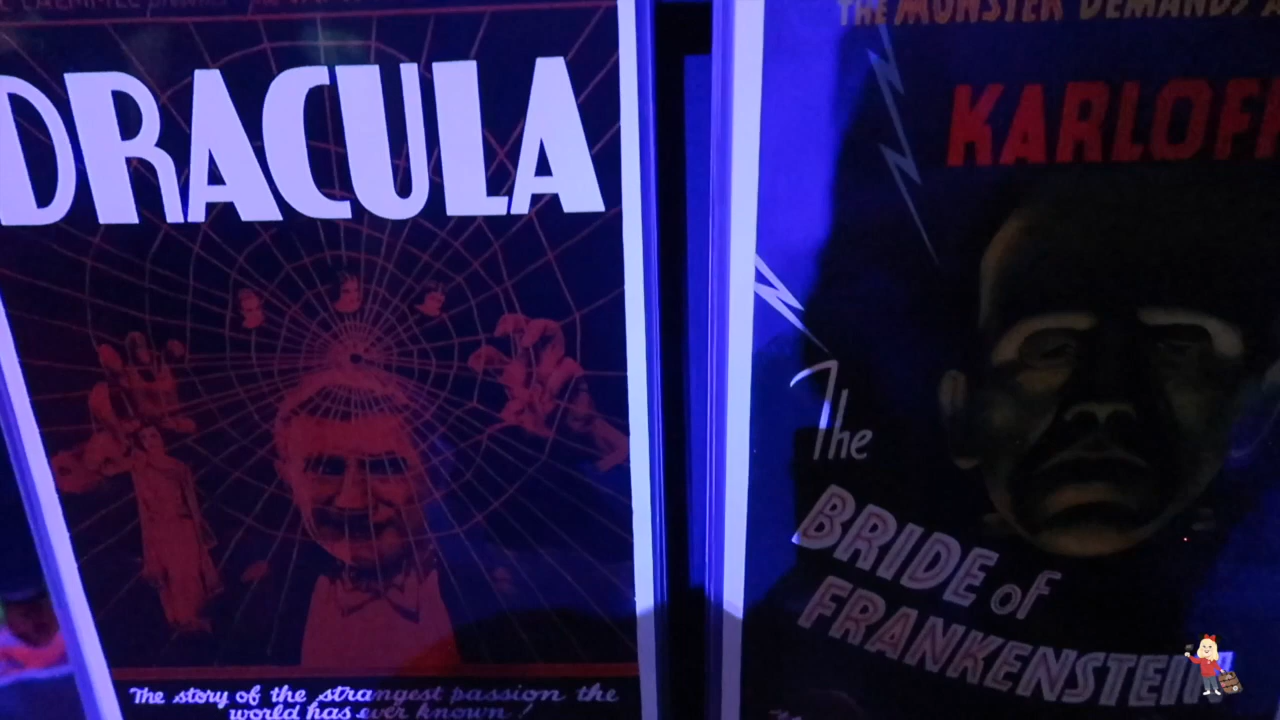 DRACULA
The story of the strangest passion the
world has ever known!
THE MONSTER DEMANDS A
KARLOFF
The
BRIDE of
FRANKENSTEIN